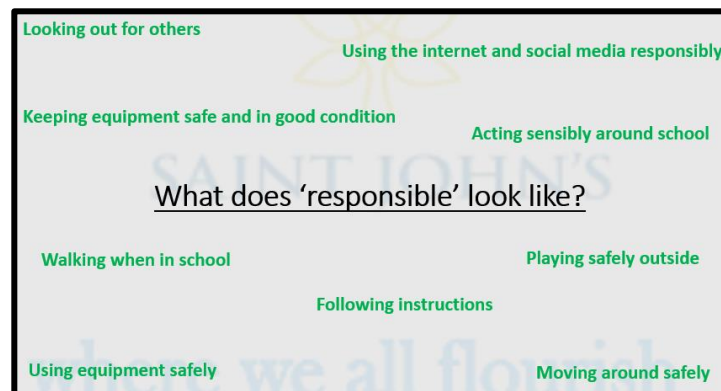 Looking out for others
Using the internet and social media responsibly
Keeping equipment safe and in good condition
Acting sensibly around school
SAINT JOHN'S
What does ‘responsible’ look like?
Walking when in school
Playing safely outside
Following instructions
where we all flourish
Using equipment safely
Moving around safely